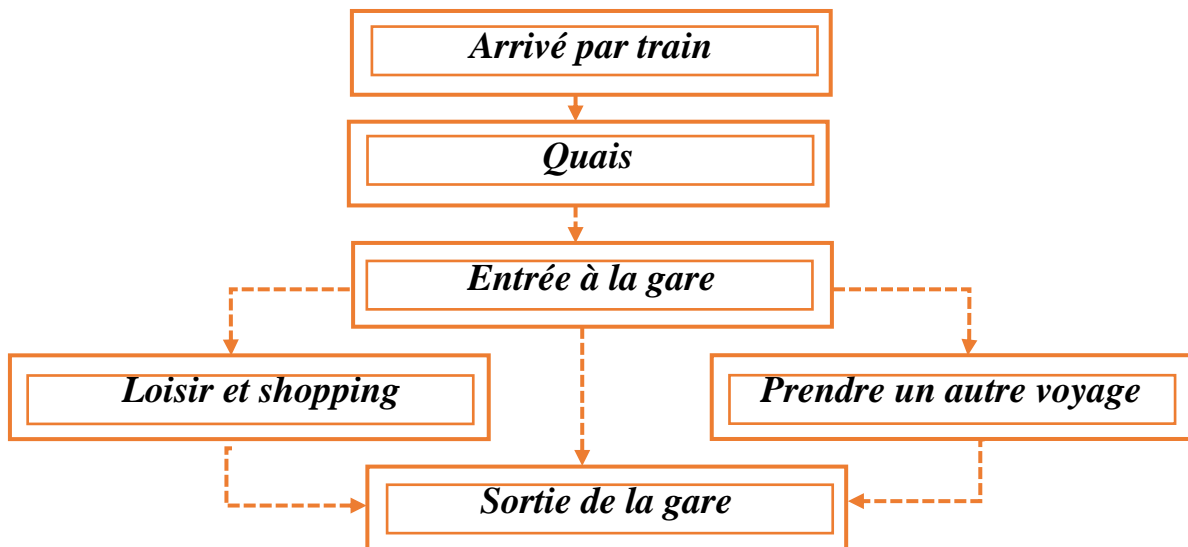 Arrivé par train
Quais
Entrée à la gare
Loisir et shopping
Prendre un autre voyage
Sortie de la gare